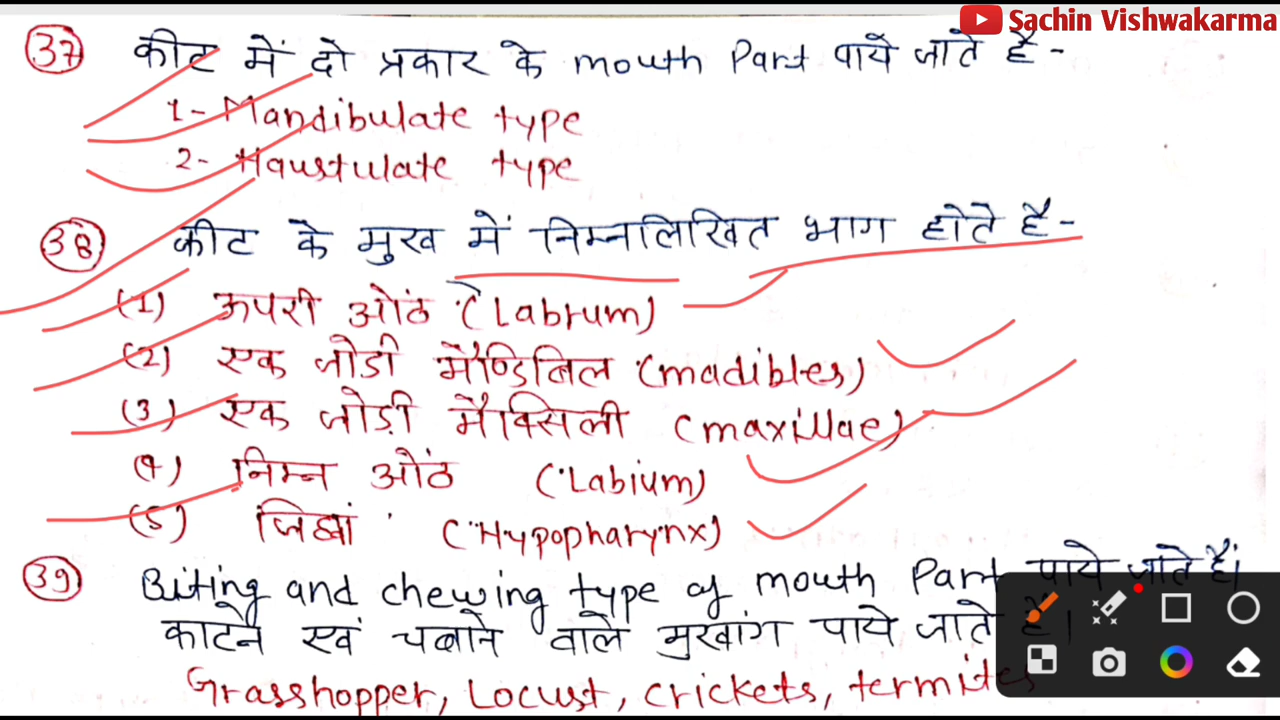 Sachin Vishwakarma
37 कीट में दो प्रकार के mouth Part पाये जाते है -
1- Mandibulate type
2- Haustulate type
38 कीट के मुख में निम्नलिखित भाग होते है -
(1) ऊपरी ओंठ (Labrum)
(2) एक जोडी मैण्डिबिल (madibles)
(3) एक जोड़ी मैक्सिली (maxillae)
(4) निम्न ओंठ (Labium)
(5) जिह्वां (Hypopharynx)
39 Biting and chewing type of mouth Part पाये जाते हैं।
काटने एवं चबाने वाले मुखांग पाये जाते है।
Grasshopper, Locust, crickets, termites